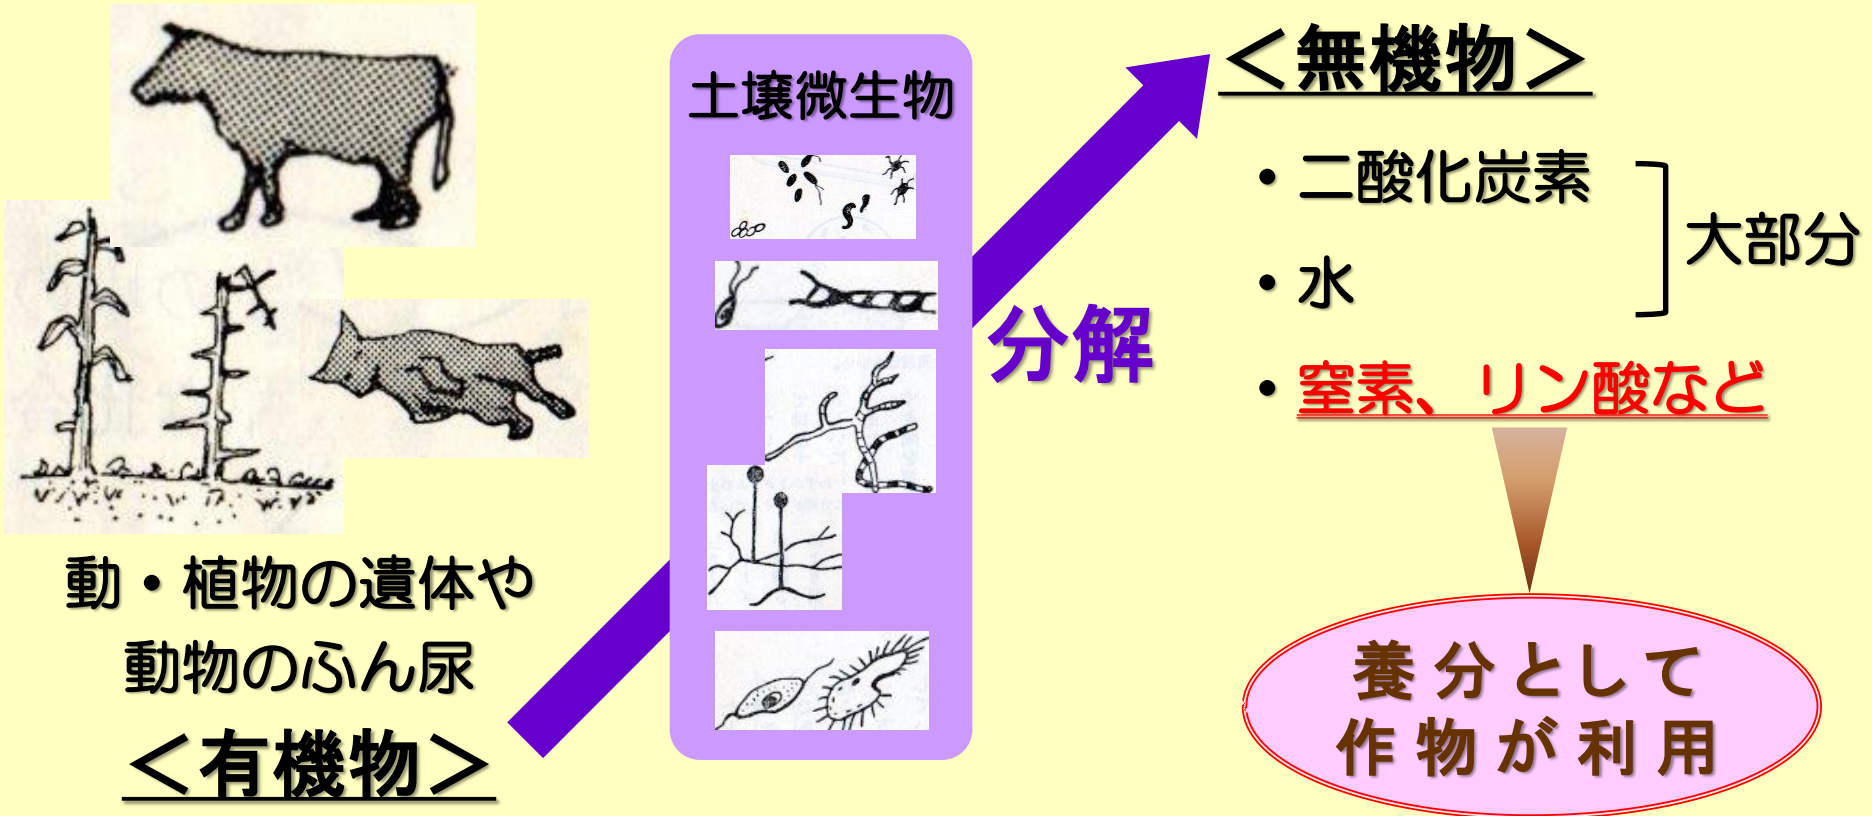 動・植物の遺体や
動物のふん尿
＜有機物＞
土壌微生物
分解
＜無機物＞
・二酸化炭素
・水
大部分
・窒素、リン酸など
養分として
作物が利用